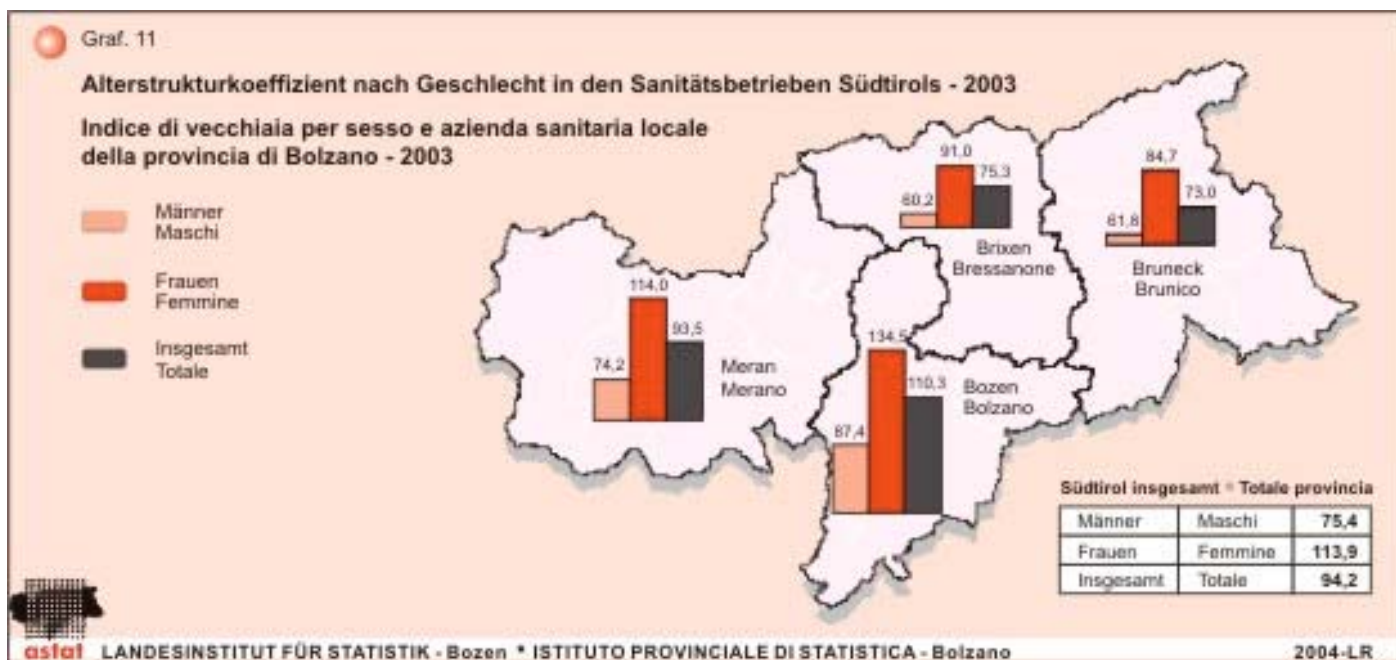 Graf. 11
Alterstrukturkoeffizient nach Geschlecht in den Sanitätsbetrieben Südtirols - 2003
Indice di vecchiaia per sesso e azienda sanitaria locale
della provincia di Bolzano - 2003
Männer
Maschi
Frauen
Femmine
Insgesamt
Totale
74,2
114,0
93,5
Meran
Merano
60,2
91,0
75,3
Brixen
Bressanone
61,8
84,7
73,0
Bruneck
Brunico
87,4
134,5
110,3
Bozen
Bolzano
Südtirol insgesamt * Totale provincia
Männer Maschi 75,4
Frauen Femmine 113,9
Insgesamt Totale 94,2
astat LANDESINSTITUT FÜR STATISTIK - Bozen * ISTITUTO PROVINCIALE DI STATISTICA - Bolzano 2004-LR